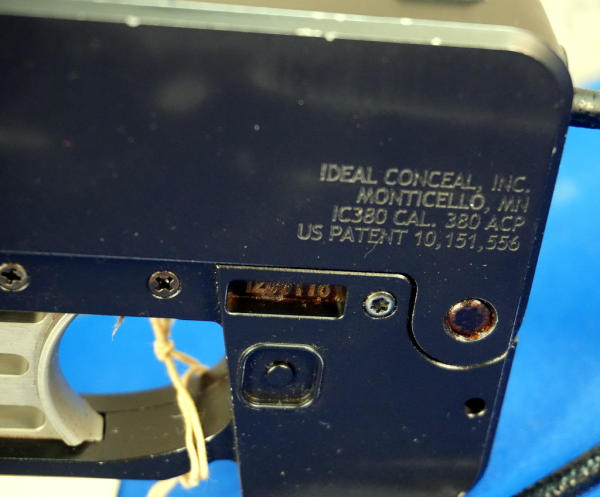 IDEAL CONCEAL, INC.
MONTICELLO, MN
IC380 CAL. 380 ACP
US PATENT 10,151,556